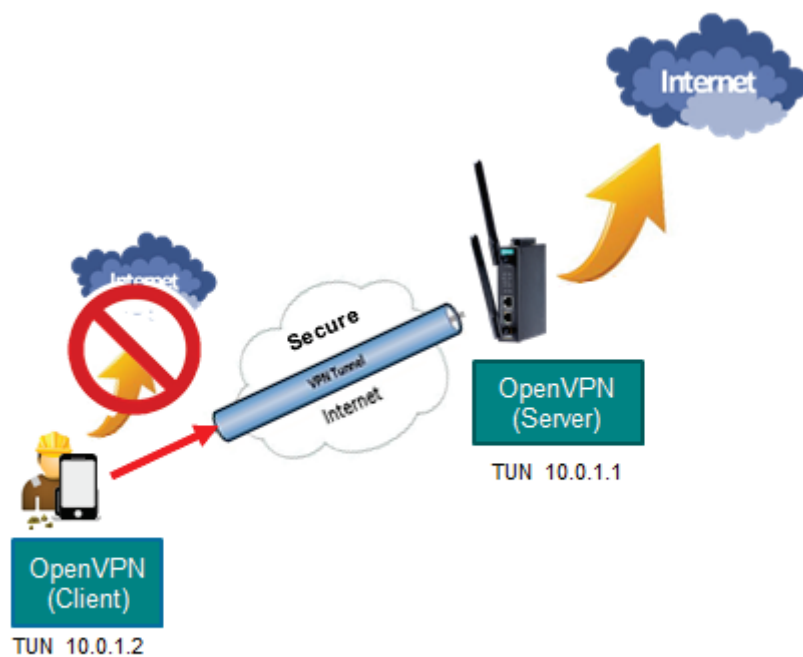 Internet
Internet
Secure
VPN Tunnel
Internet
OpenVPN
(Server)
TUN 10.0.1.1
OpenVPN
(Client)
TUN 10.0.1.2